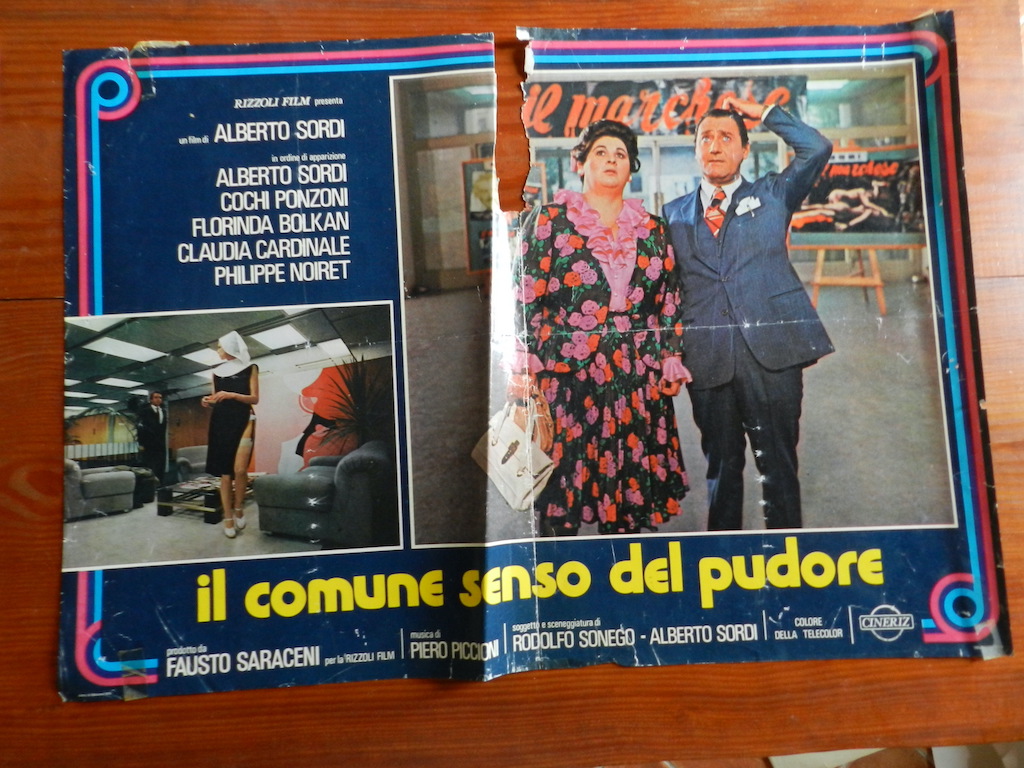 RIZZOLI FILM presenta
un film di ALBERTO SORDI
in ordine di apparizione
ALBERTO SORDI
COCHI PONZONI
FLORINDA BOLKAN
CLAUDIA CARDINALE
PHILIPPE NOIRET
il marchese
marchese
il comune senso del pudore
prodotto da
FAUSTO SARACENI per la RIZZOLI FILM
musica di
PIERO PICCIONI
soggetto e sceneggiatura di
RODOLFO SONEGO - ALBERTO SORDI
COLORE
DELLA TELECOLOR
CINERIZ